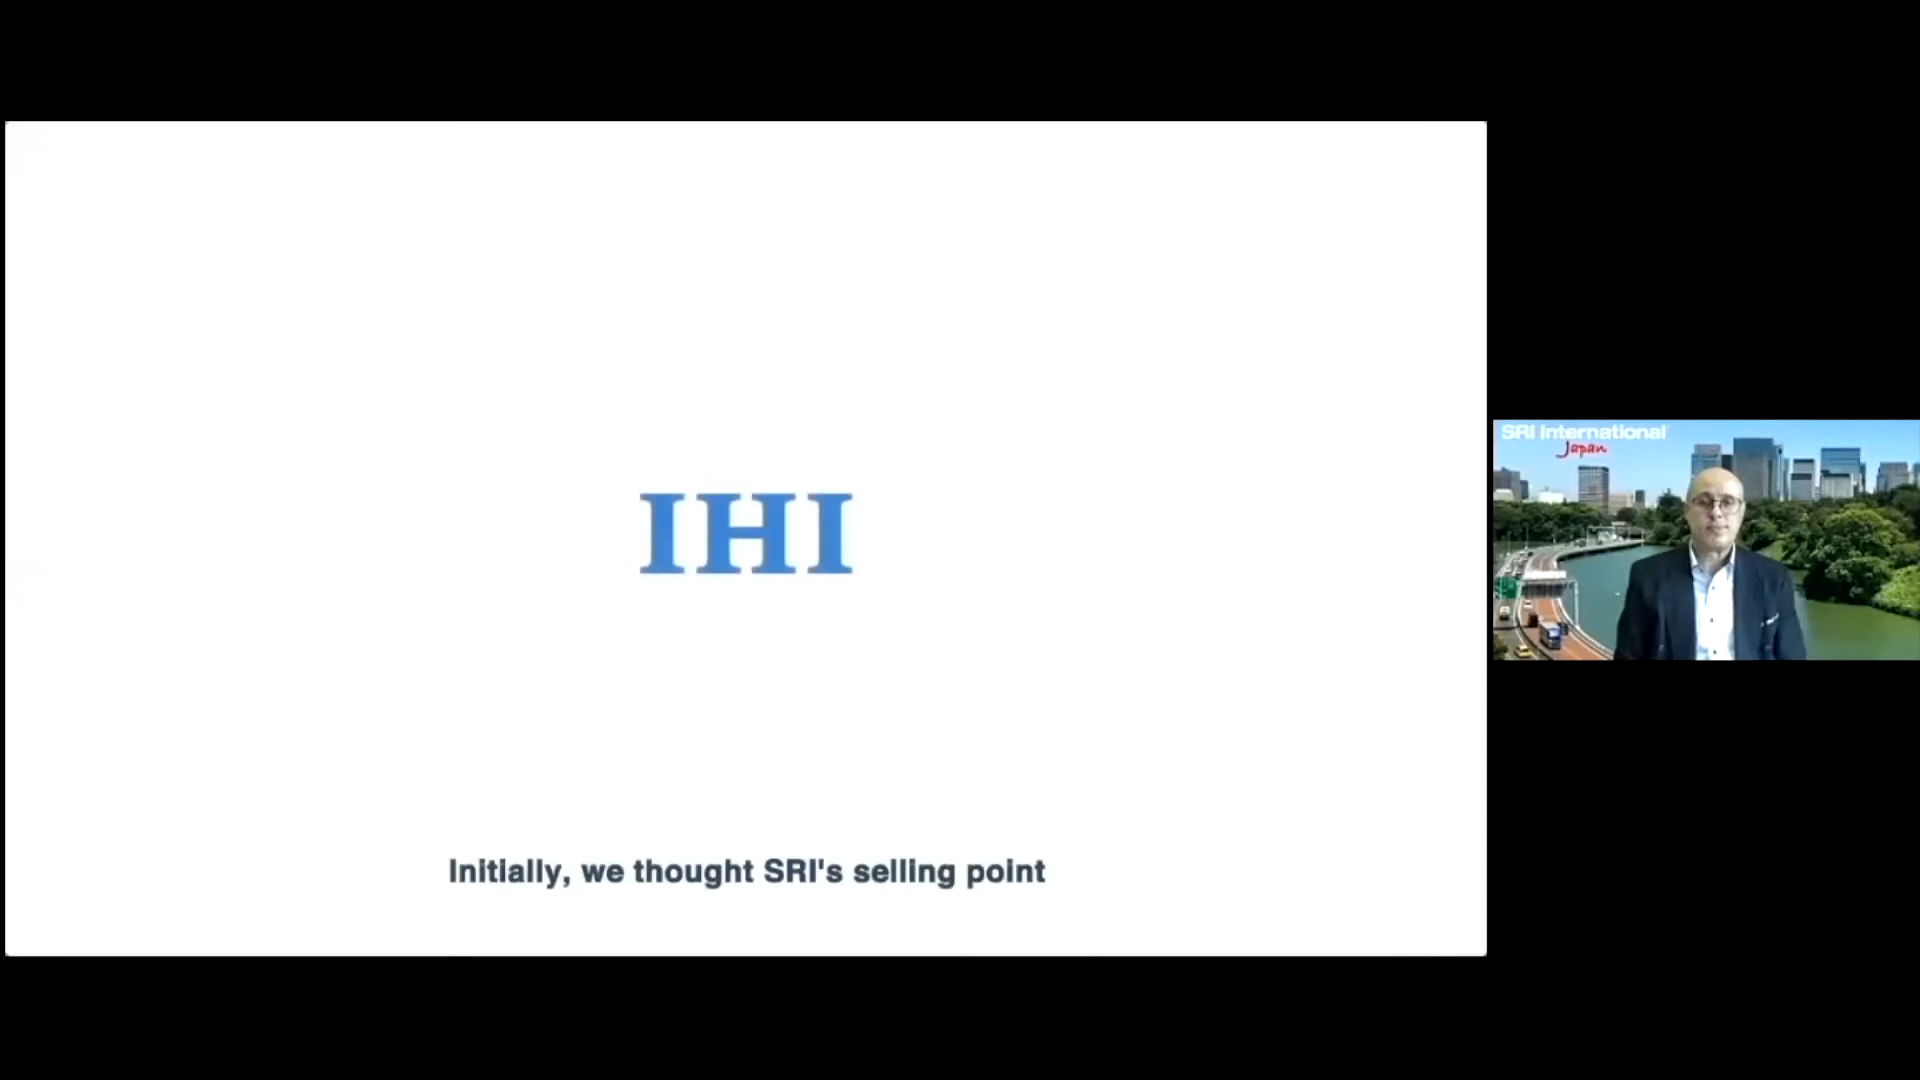 IHI
Initially, we thought SRI's selling point
SRI International
Japan